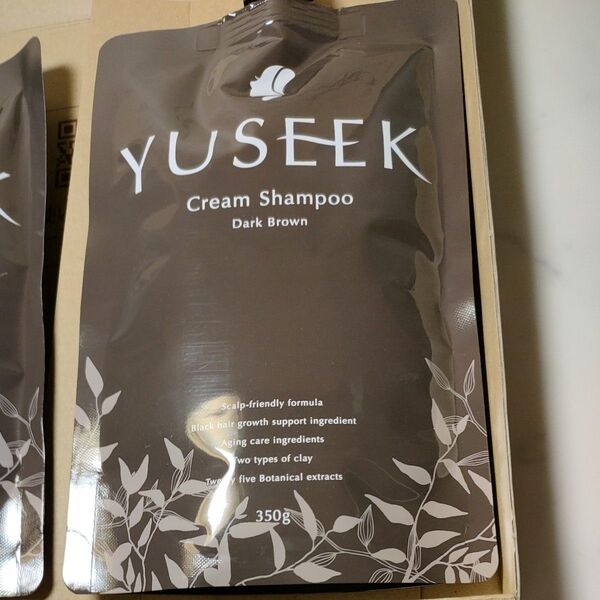 YUSEEK
Cream Shampoo
Dark Brown
Scalp-friendly formula
Black hair growth support ingredient
Aging care ingredients
Two types of clay
Twenty five Botanical extracts
350g
K